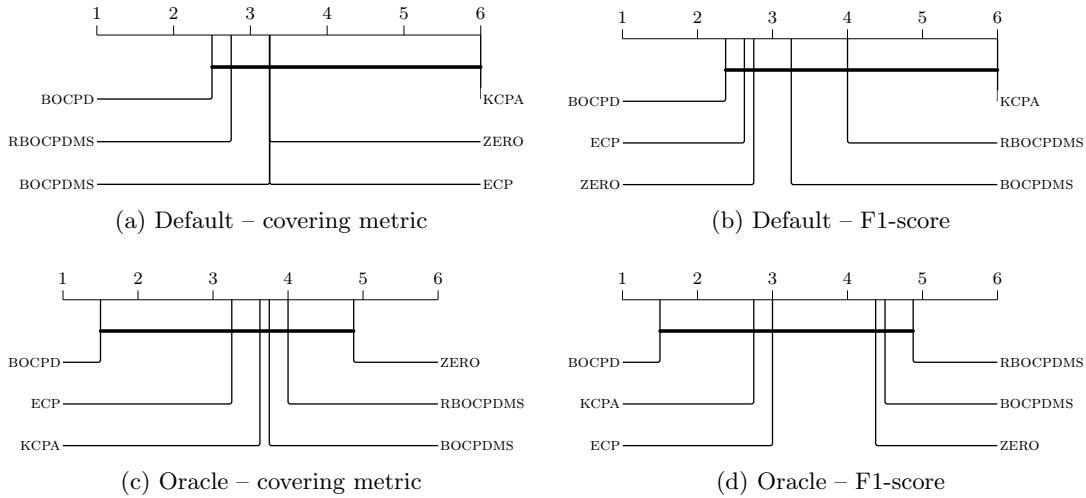 1 2 3 4 5 6
BOCPD KCPA
RBOCPDMS ZERO
BOCPDMS ECP
(a) Default – covering metric
1 2 3 4 5 6
BOCPD KCPA
ECP RBOCPDMS
ZERO BOCPDMS
(b) Default – F1-score
1 2 3 4 5 6
BOCPD ZERO
ECP RBOCPDMS
KCPA BOCPDMS
(c) Oracle – covering metric
1 2 3 4 5 6
BOCPD RBOCPDMS
KCPA BOCPDMS
ECP ZERO
(d) Oracle – F1-score